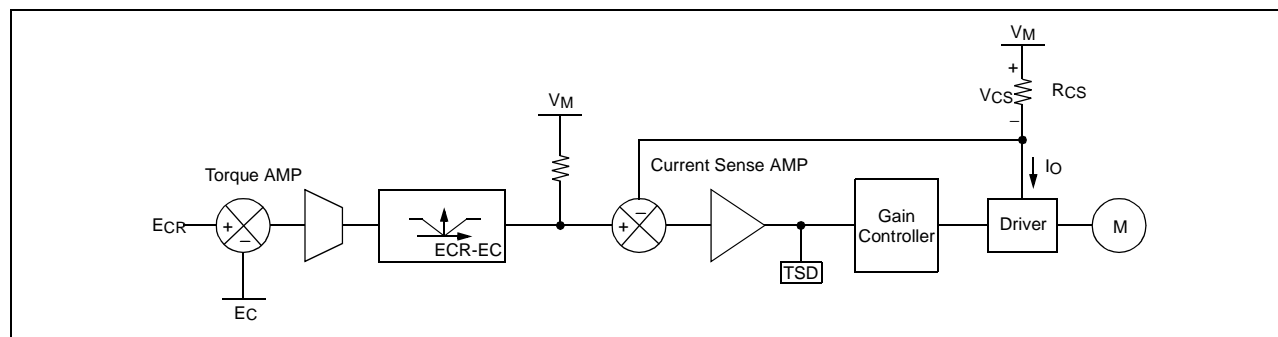 VM
+
VCS
RCS
–
VM
Torque AMP
Current Sense AMP
IO
ECR
+
–
ECR-EC
+
–
TSD
Gain
Controller
Driver
M
EC